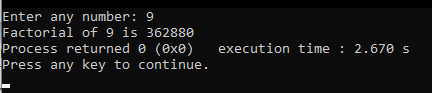 Enter any number: 9
Factorial of 9 is 362880
Process returned 0 (0x0)   execution time : 2.670 s
Press any key to continue.